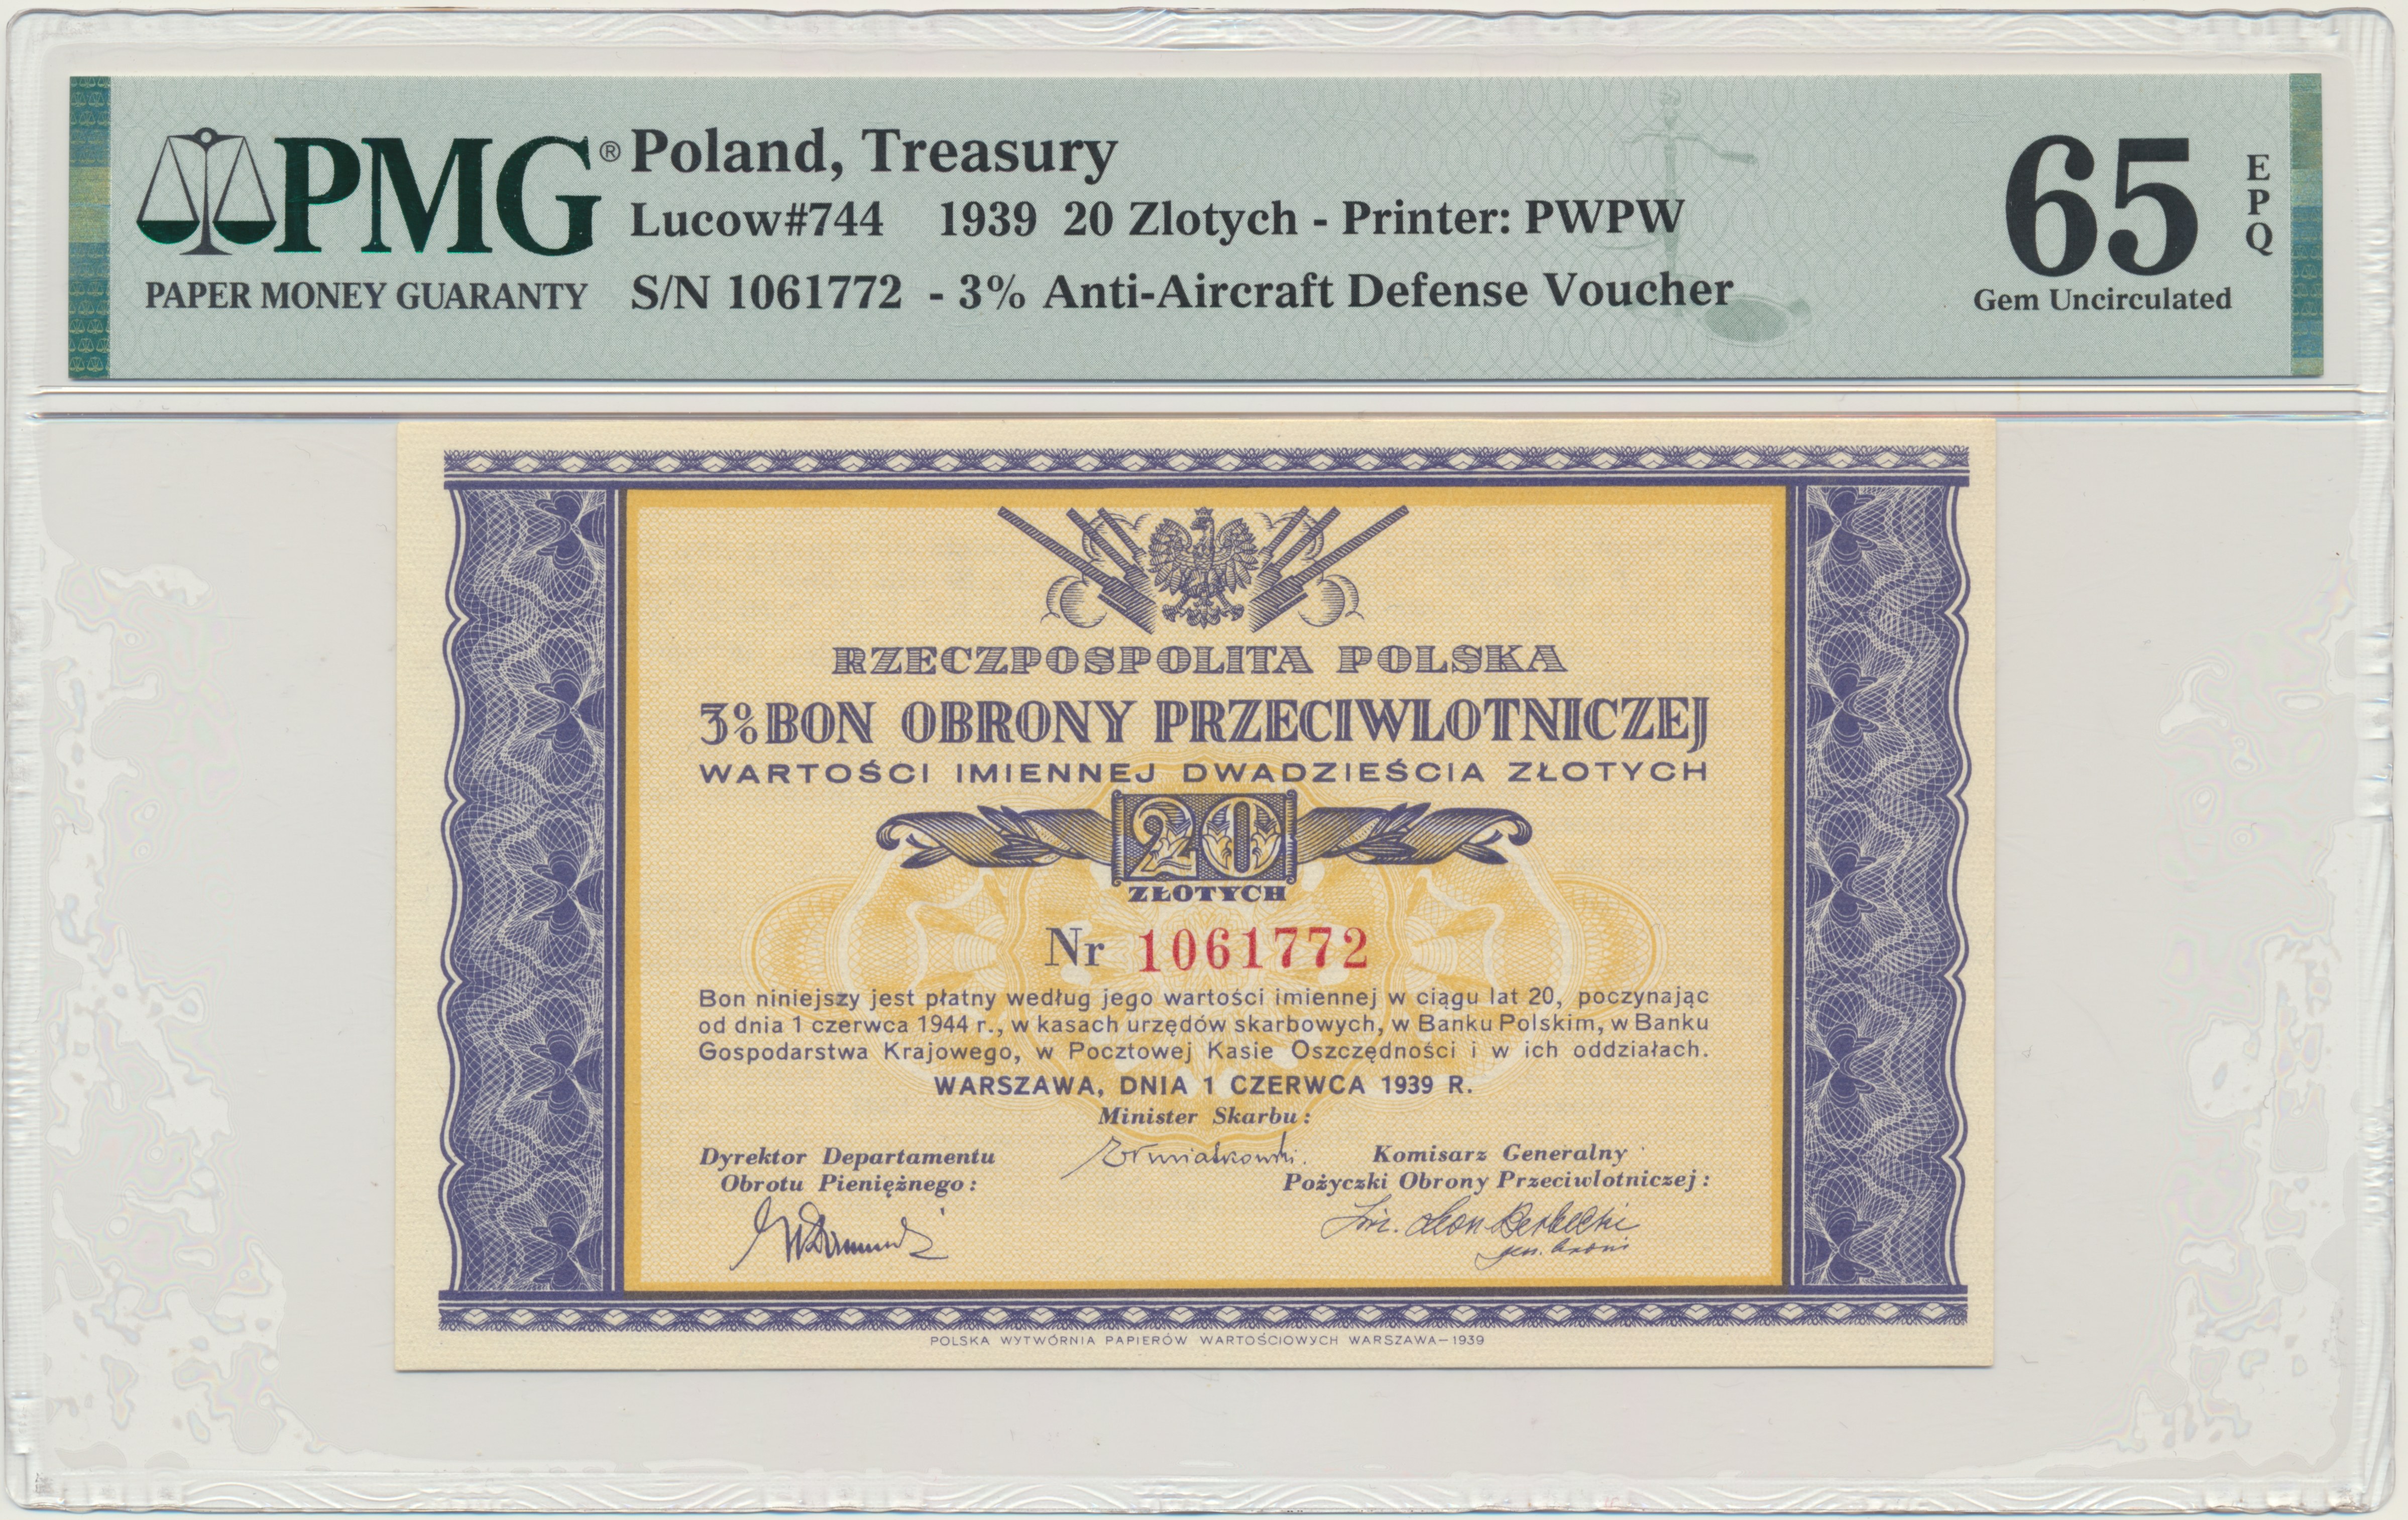 PMG®
PAPER MONEY GUARANTY
Poland, Treasury
Lucow#744 1939 20 Zlotych - Printer: PWPW
S/N 1061772 - 3% Anti-Aircraft Defense Voucher
65
EPQ
Gem Uncirculated
RZECZPOSPOLITA POLSKA
3% BON OBRONY PRZECIWLOTNICZEJ
WARTOŚCI IMIENNEJ DWADZIEŚCIA ZŁOTYCH
20
ZŁOTYCH
Nr 1061772
Bon niniejszy jest płatny według jego wartości imiennej w ciągu lat 20, poczynając
od dnia 1 czerwca 1944 r., w kasach urzędów skarbowych, w Banku Polskim, w Banku
Gospodarstwa Krajowego, w Pocztowej Kasie Oszczędności i w ich oddziałach.
WARSZAWA, DNIA 1 CZERWCA 1939 R.
Minister Skarbu:
Dyrektor Departamentu
Obrotu Pieniężnego:
Komisarz Generalny
Pożyczki Obrony Przeciwlotniczej:
Leon Berbecki
POLSKA WYTWÓRNIA PAPIERÓW WARTOŚCIOWYCH WARSZAWA—1939